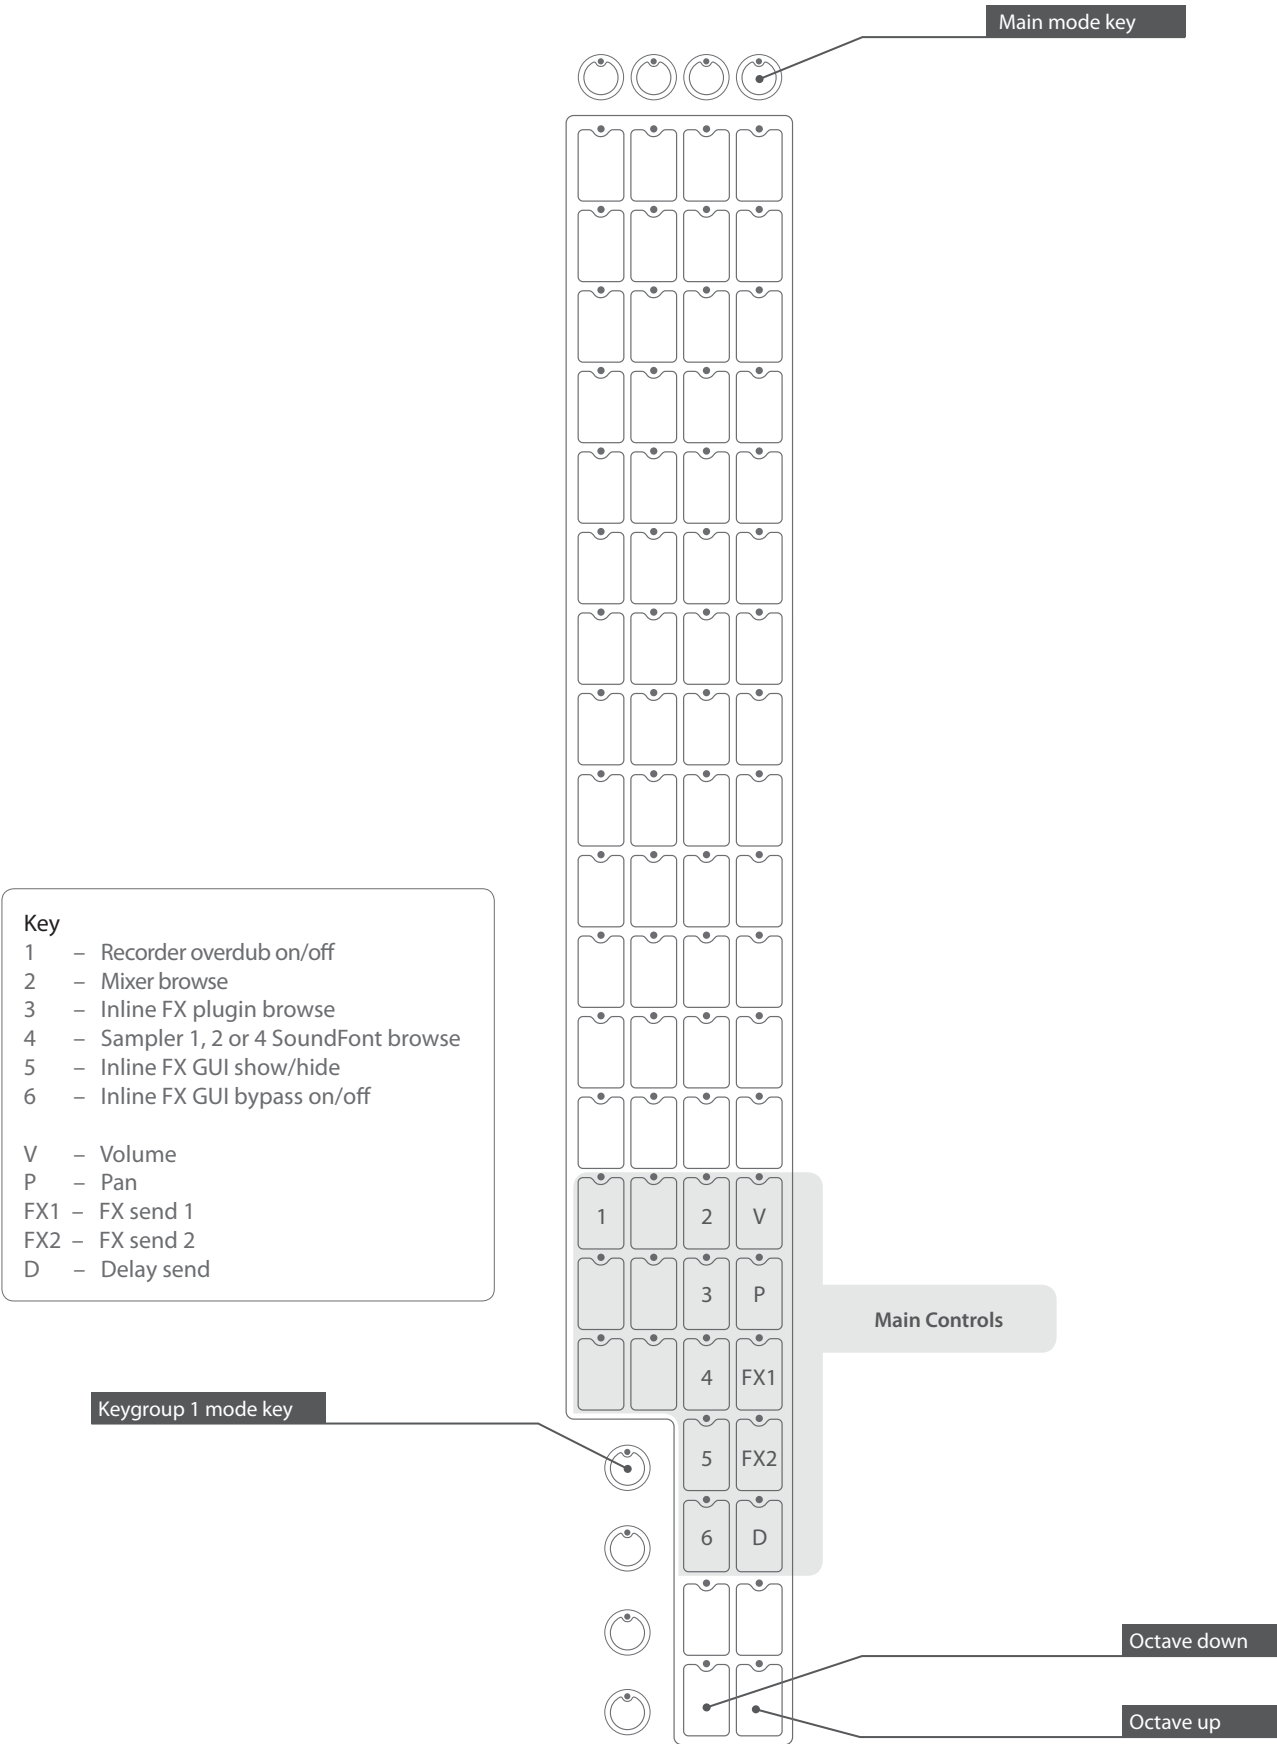 Main mode key
Key
1 – Recorder overdub on/off
2 – Mixer browse
3 – Inline FX plugin browse
4 – Sampler 1, 2 or 4 SoundFont browse
5 – Inline FX GUI show/hide
6 – Inline FX GUI bypass on/off
V – Volume
P – Pan
FX1 – FX send 1
FX2 – FX send 2
D – Delay send
1 2 V
3 P
Main Controls
4 FX1
Keygroup 1 mode key
5 FX2
6 D
Octave down
Octave up